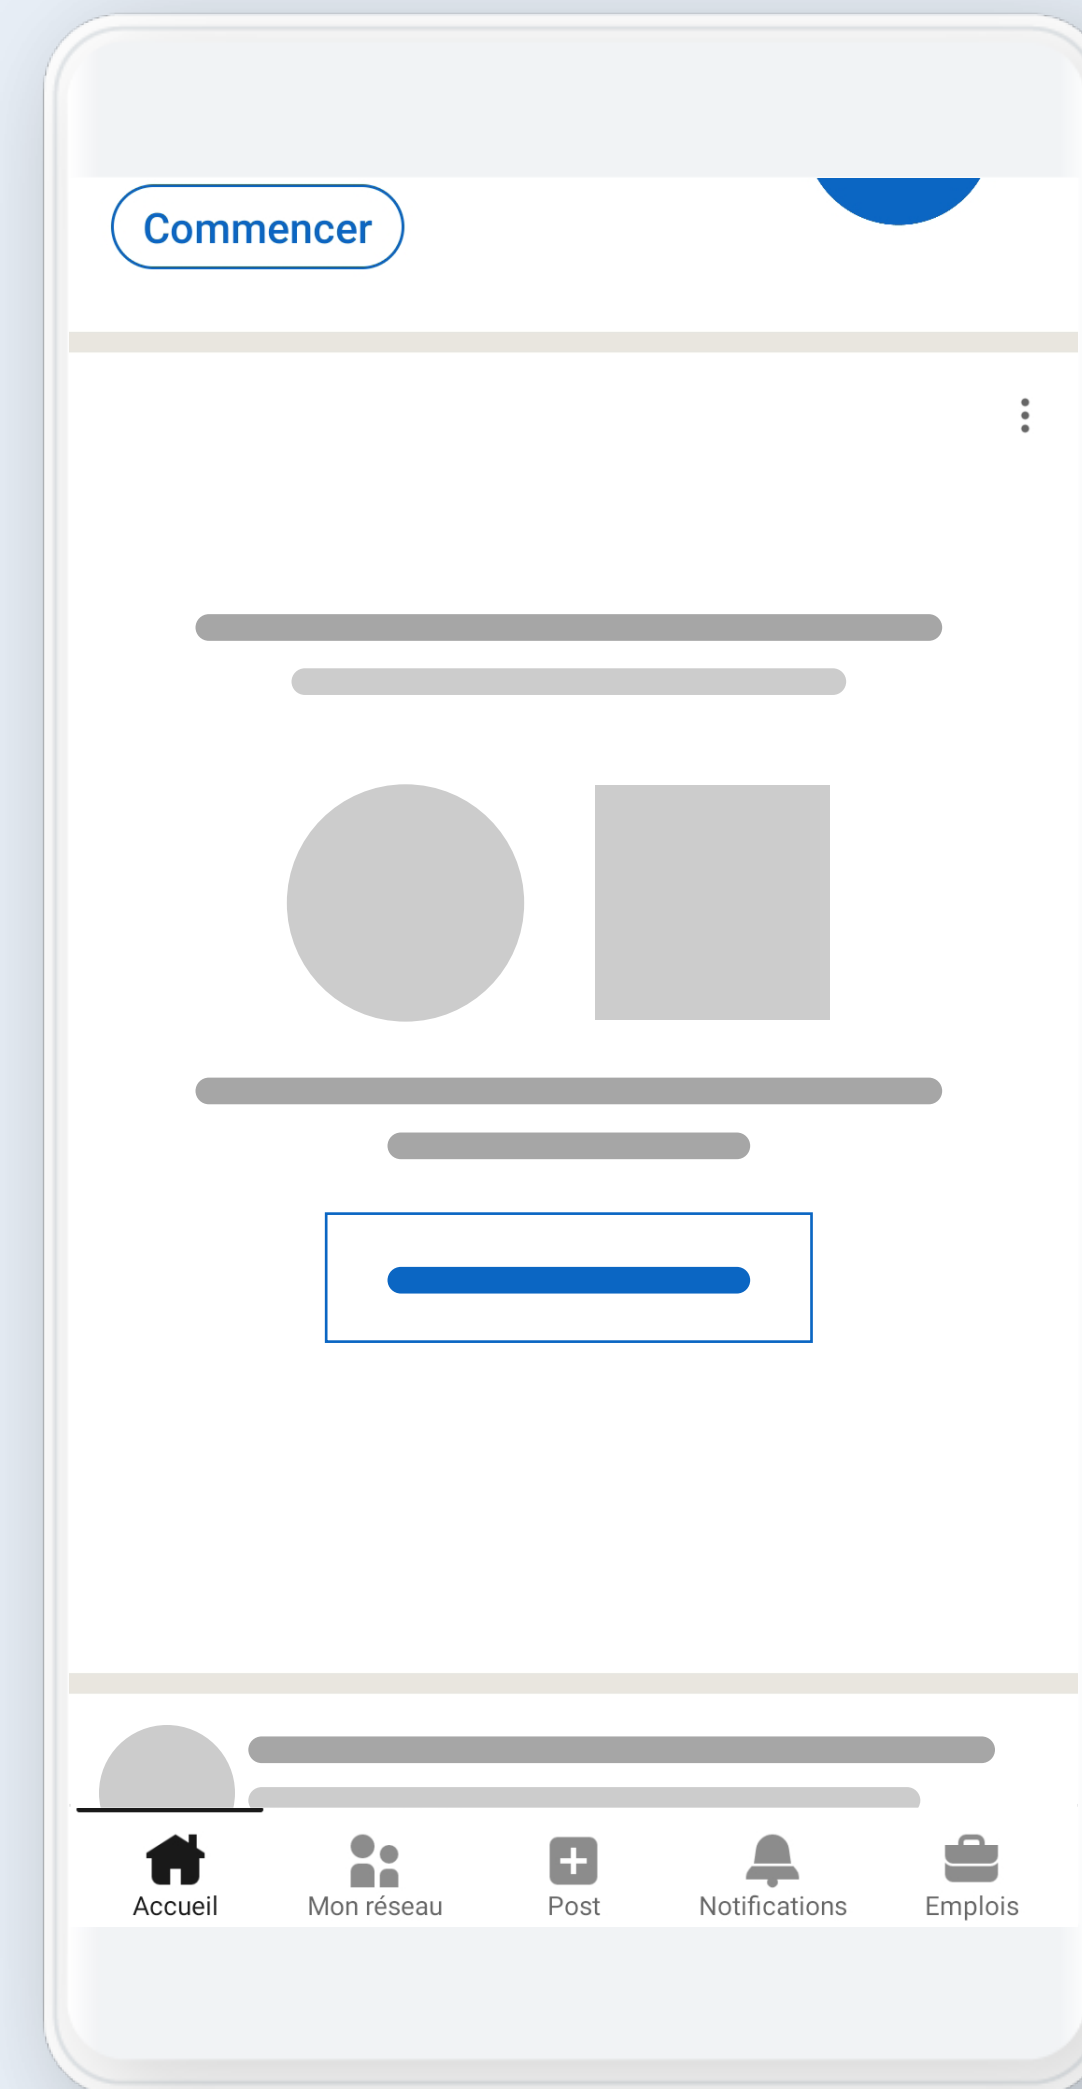 Commencer
Accueil
Mon réseau
Post
Notifications
Emplois